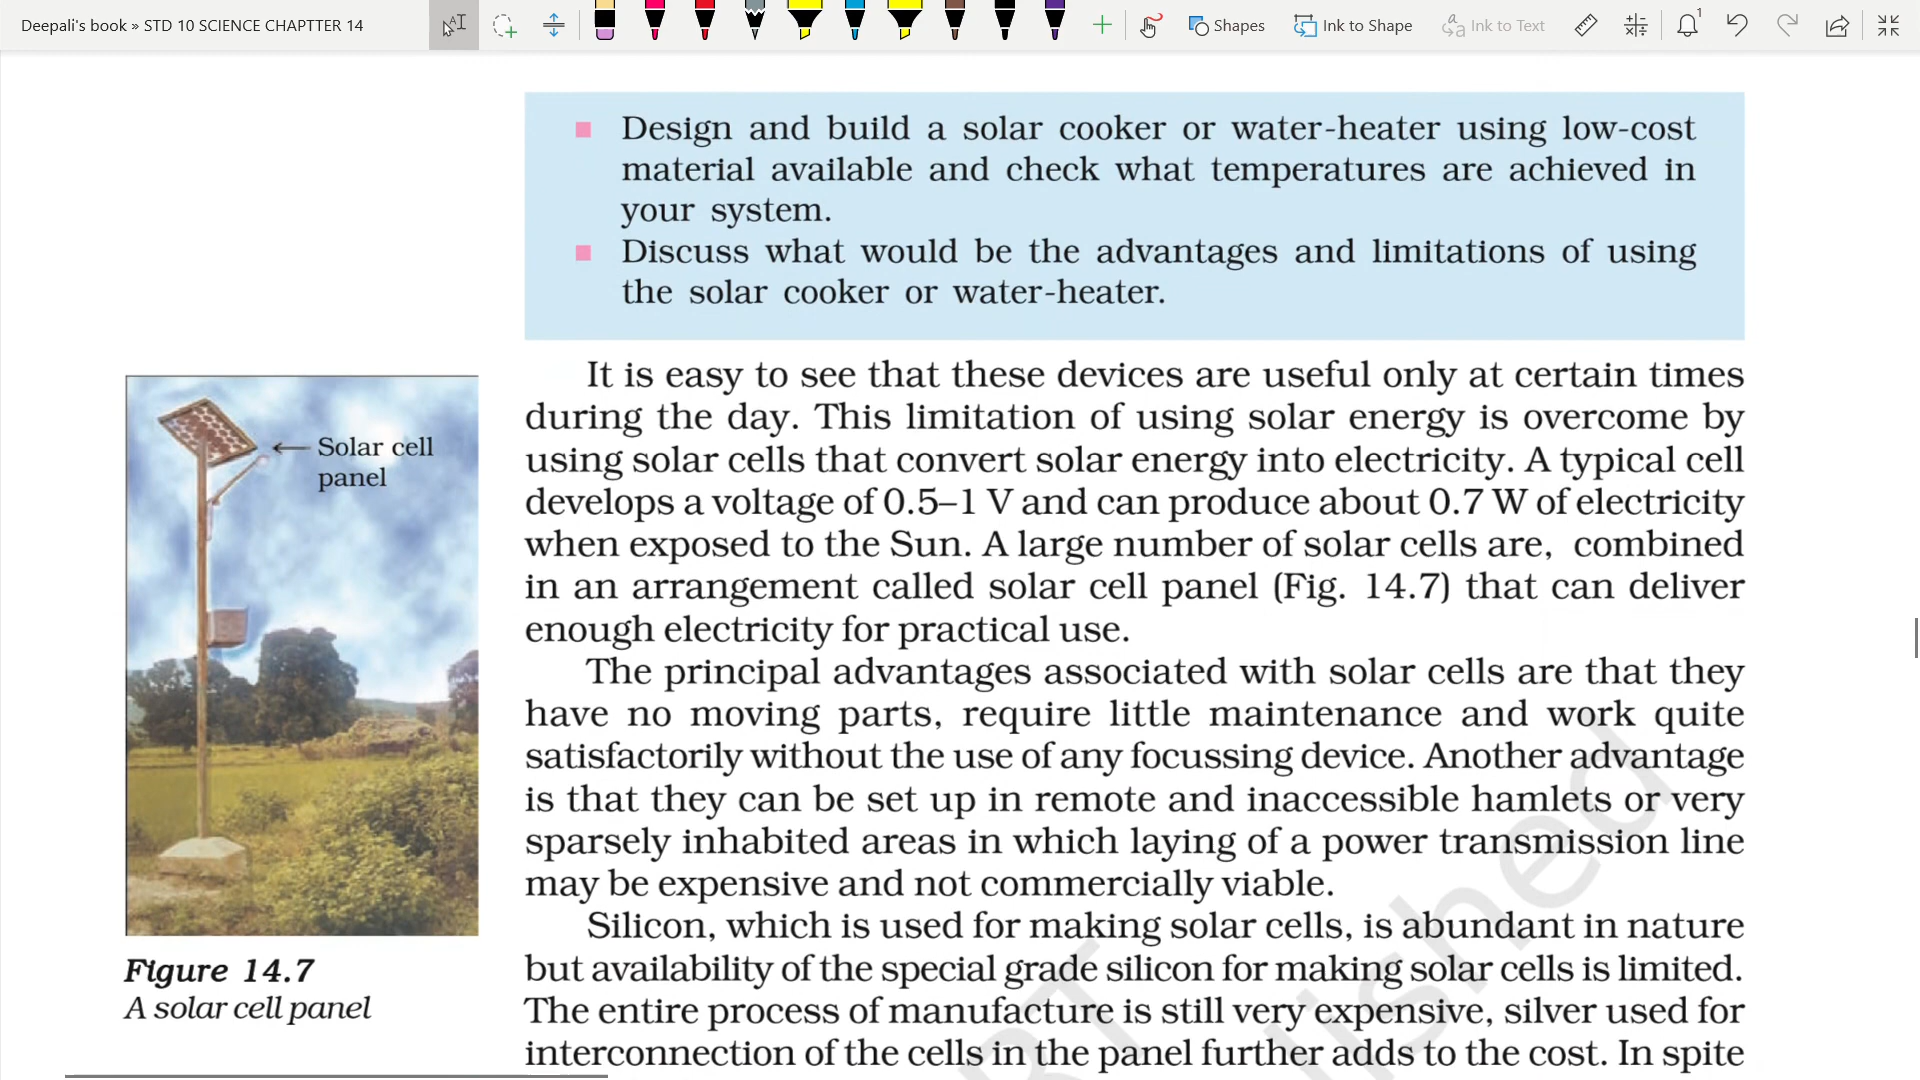 Deepali's book » STD 10 SCIENCE CHAPTTER 14
Shapes
Ink to Shape
Ink to Text
1
Design and build a solar cooker or water-heater using low-cost
material available and check what temperatures are achieved in
your system.
Discuss what would be the advantages and limitations of using
the solar cooker or water-heater.
Solar cell
panel
Figure 14.7
A solar cell panel
It is easy to see that these devices are useful only at certain times
during the day. This limitation of using solar energy is overcome by
using solar cells that convert solar energy into electricity. A typical cell
develops a voltage of 0.5–1 V and can produce about 0.7 W of electricity
when exposed to the Sun. A large number of solar cells are, combined
in an arrangement called solar cell panel (Fig. 14.7) that can deliver
enough electricity for practical use.
The principal advantages associated with solar cells are that they
have no moving parts, require little maintenance and work quite
satisfactorily without the use of any focussing device. Another advantage
is that they can be set up in remote and inaccessible hamlets or very
sparsely inhabited areas in which laying of a power transmission line
may be expensive and not commercially viable.
Silicon, which is used for making solar cells, is abundant in nature
but availability of the special grade silicon for making solar cells is limited.
The entire process of manufacture is still very expensive, silver used for
interconnection of the cells in the panel further adds to the cost. In spite